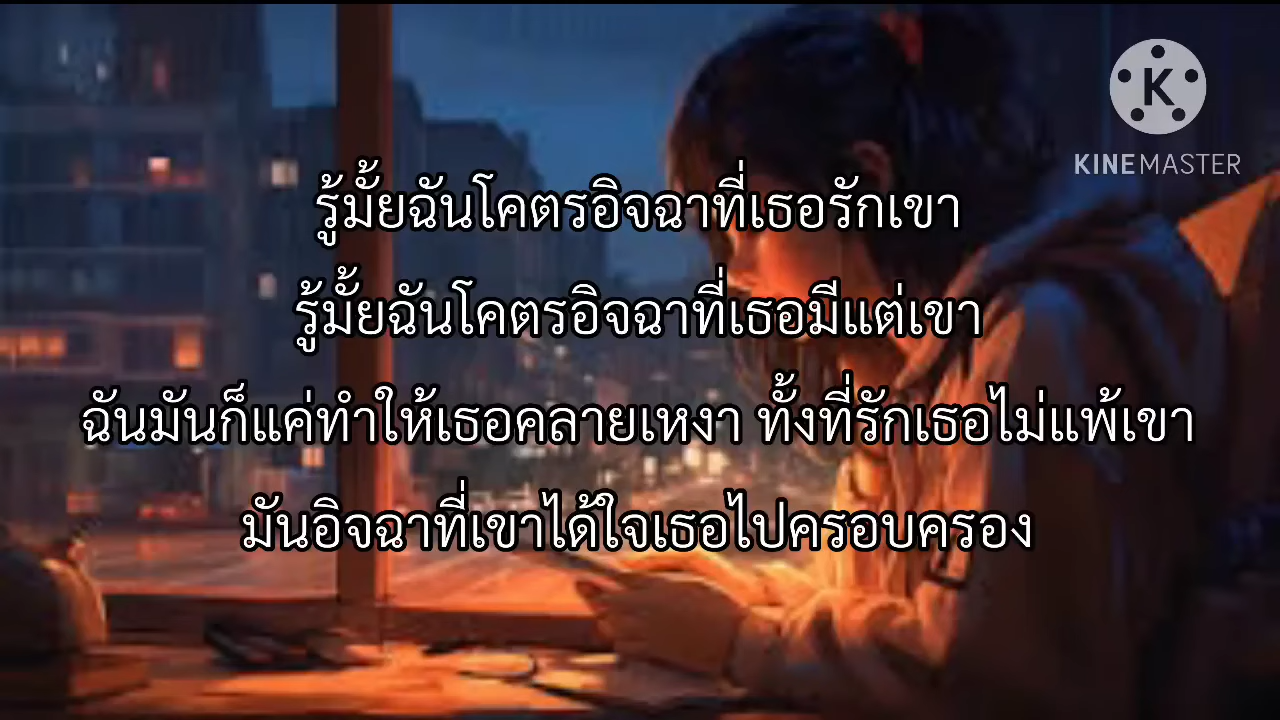 K
KINEMASTER
รู้มั้ยฉันโคตรอิจฉาที่เธอรักเขา
รู้มั้ยฉันโคตรอิจฉาที่เธอมีแต่เขา
ฉันมันก็แค่ทำให้เธอคลายเหงา ทั้งที่รักเธอไม่แพ้เขา
มันอิจฉาที่เขาได้ใจเธอไปครอบครอง